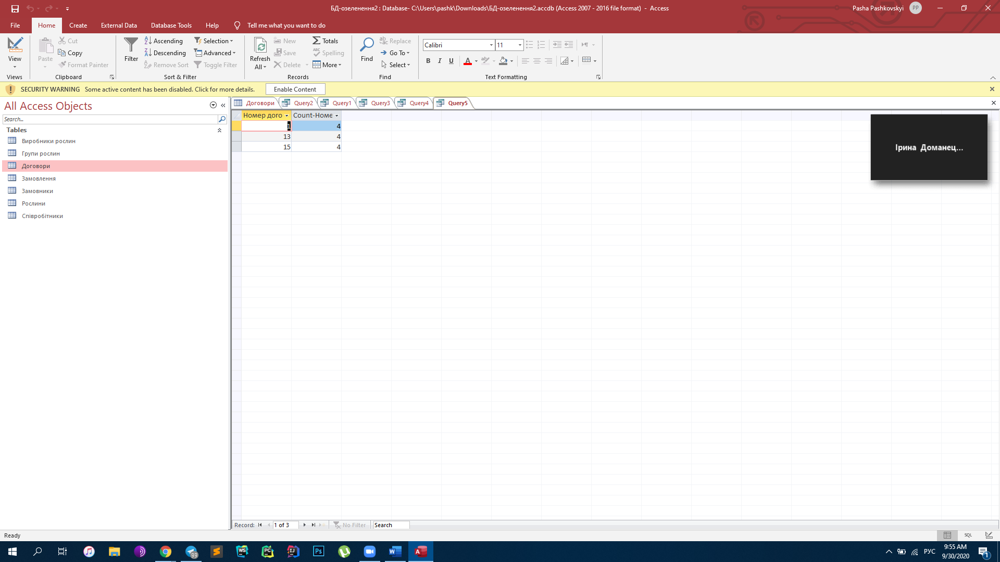 БД-озеленення2 : Database- C:\Users\pashk\Downloads\БД-озеленення2.accdb (Access 2007 - 2016 file format) - Access
Pasha Pashkovskyi
PP
File Home Create External Data Database Tools Help Tell me what you want to do
View
Views
Paste
Cut
Copy
Format Painter
Clipboard
Filter
Ascending
Descending
Remove Sort
Selection
Advanced
Toggle Filter
Sort & Filter
Refresh All
New
Save
Delete
Totals
Spelling
More
Records
Find
Replace
Go To
Select
Find
Calibri
11
B I U
Text Formatting
SECURITY WARNING Some active content has been disabled. Click for more details. Enable Content
All Access Objects
Search...
Tables
Виробники рослин
Групи рослин
Договори
Замовлення
Замовники
Рослини
Співробітники
Договори Query2 Query1 Query3 Query4 Query5
Номер дого Count-Номе
1 4
13 4
15 4
Ірина Доманец...
Record: 1 of 3 No Filter Search
Ready
SQL
99
WS
PC
IJ
Ps
W
A
РУС
9:55 AM
9/30/2020
1